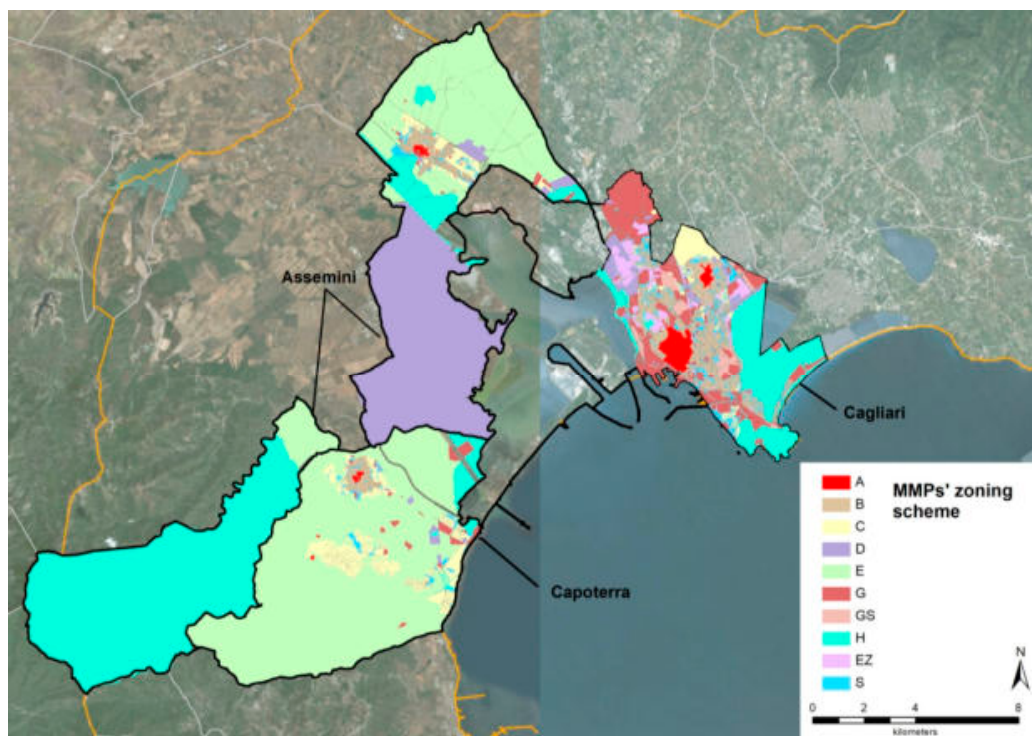 Assemini
Cagliari
Capoterra
MMPs' zoning
scheme
A
B
C
D
E
G
GS
H
EZ
S
N
0 2 4 8
kilometers